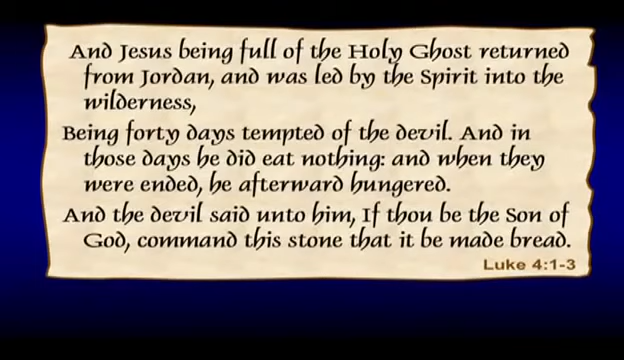 And Jesus being full of the Holy Ghost returned
from Jordan, and was led by the Spirit into the
wilderness,
Being forty days tempted of the devil. And in
those days he did eat nothing: and when they
were ended, he afterward hungered.
And the devil said unto him, If thou be the Son of
God, command this stone that it be made bread.
Luke 4:1-3